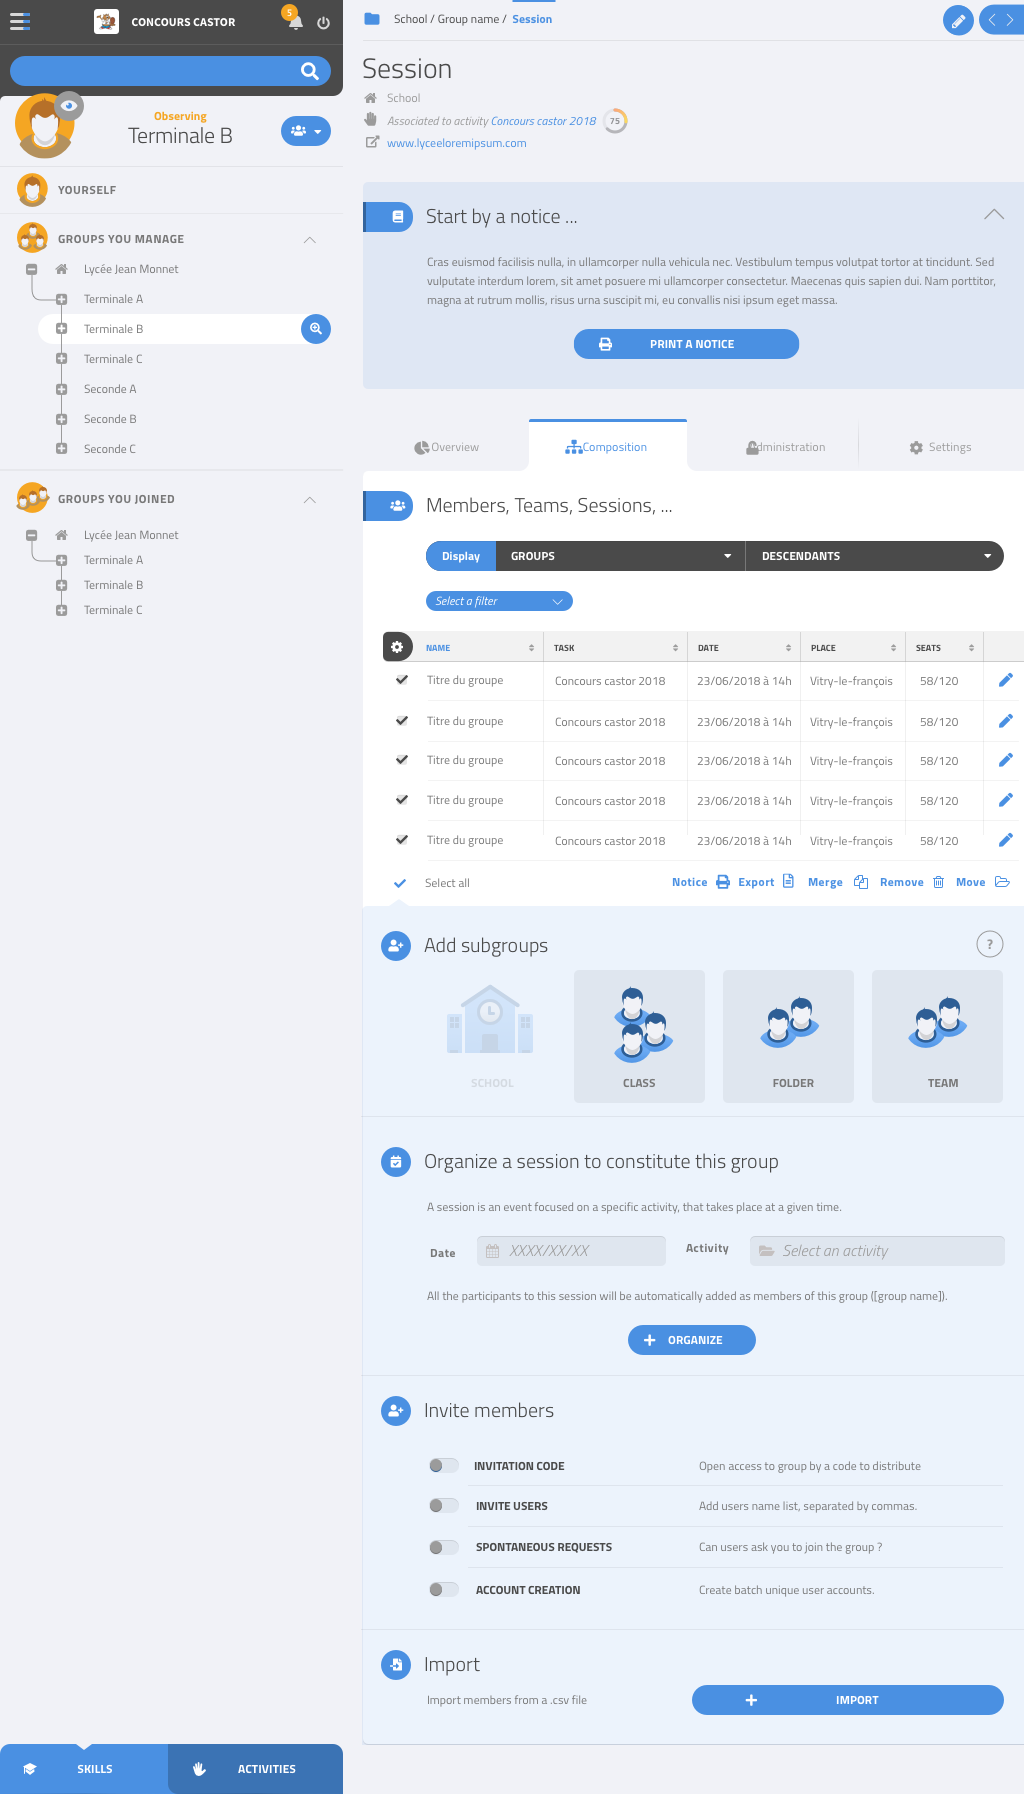 CONCOURS CASTOR
5
Observing
Terminale B
YOURSELF
GROUPS YOU MANAGE
Lycée Jean Monnet
Terminale A
Terminale B
Terminale C
Seconde A
Seconde B
Seconde C
GROUPS YOU JOINED
Lycée Jean Monnet
Terminale A
Terminale B
Terminale C
SKILLS
ACTIVITIES
School / Group name / Session
Session
School
Associated to activity Concours castor 2018 75
www.lyceeloremipsum.com
Start by a notice ...
Cras euismod facilisis nulla, in ullamcorper nulla vehicula nec. Vestibulum tempus volutpat tortor at tincidunt. Sed
vulputate interdum lorem, sit amet posuere mi ullamcorper consectetur. Maecenas quis sapien dui. Nam porttitor,
magna at rutrum mollis, risus urna suscipit mi, eu convallis nisi ipsum eget massa.
PRINT A NOTICE
Overview Composition dministration Settings
Members, Teams, Sessions, ...
Display GROUPS DESCENDANTS
Select a filter
NAME TASK DATE PLACE SEATS
Titre du groupe Concours castor 2018 23/06/2018 à 14h Vitry-le-françois 58/120
Titre du groupe Concours castor 2018 23/06/2018 à 14h Vitry-le-françois 58/120
Titre du groupe Concours castor 2018 23/06/2018 à 14h Vitry-le-françois 58/120
Titre du groupe Concours castor 2018 23/06/2018 à 14h Vitry-le-françois 58/120
Titre du groupe Concours castor 2018 23/06/2018 à 14h Vitry-le-françois 58/120
Select all Notice Export Merge Remove Move
Add subgroups ?
SCHOOL CLASS FOLDER TEAM
Organize a session to constitute this group
A session is an event focused on a specific activity, that takes place at a given time.
Date XXXX/XX/XX Activity Select an activity
All the participants to this session will be automatically added as members of this group ([group name]).
ORGANIZE
Invite members
INVITATION CODE Open access to group by a code to distribute
INVITE USERS Add users name list, separated by commas.
SPONTANEOUS REQUESTS Can users ask you to join the group ?
ACCOUNT CREATION Create batch unique user accounts.
Import
Import members from a .csv file IMPORT